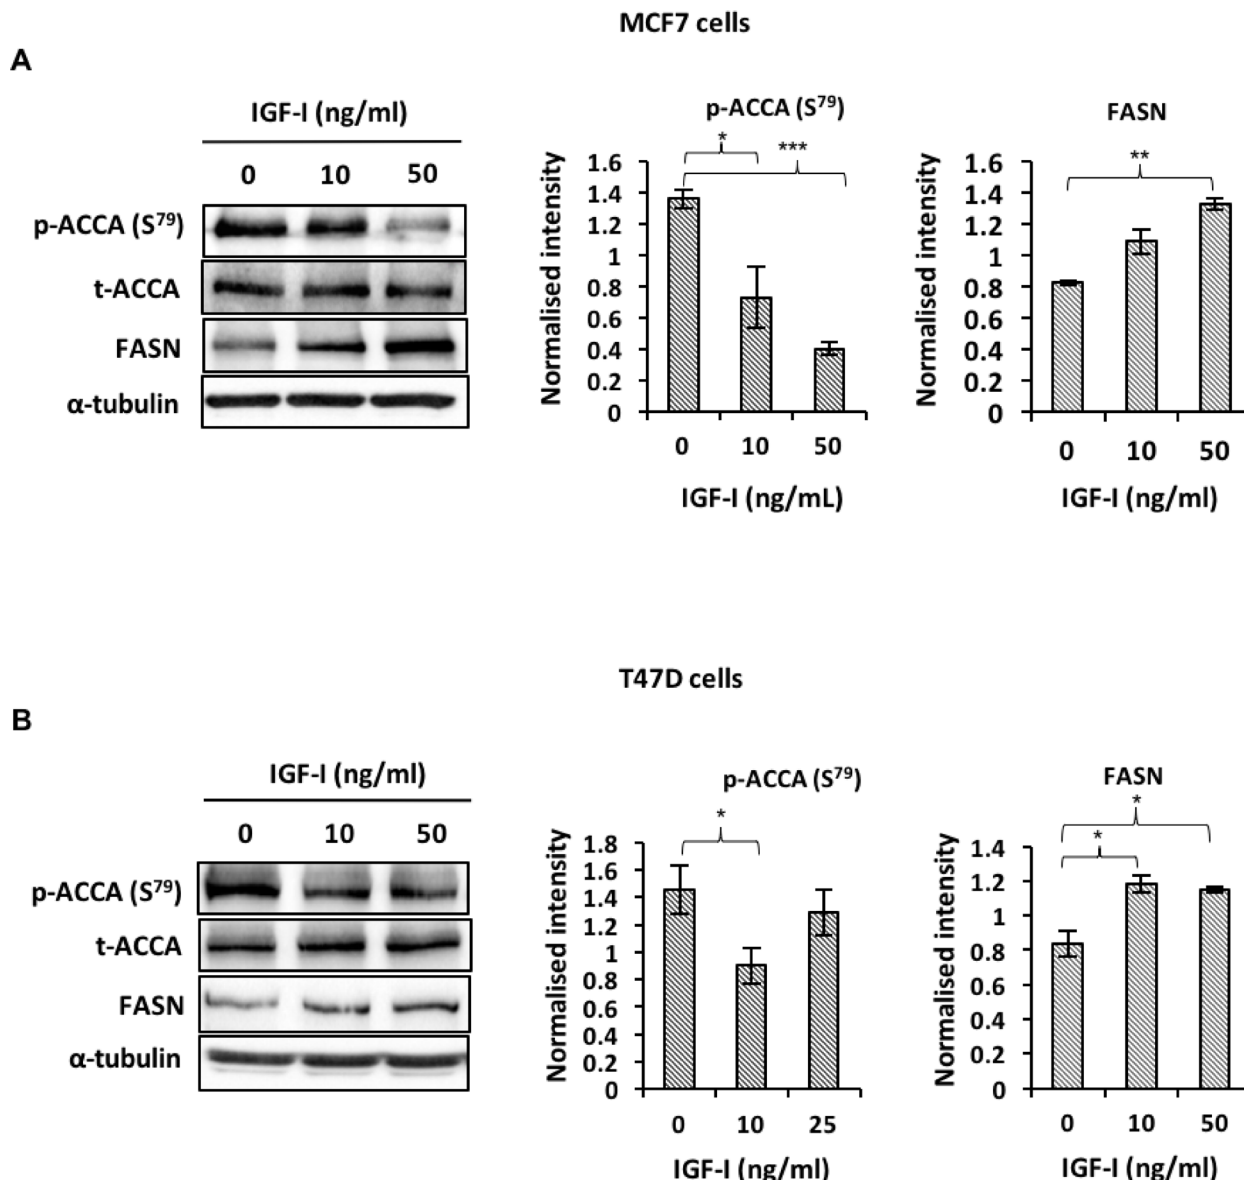 MCF7 cells
A
IGF-I (ng/ml)
0 10 50
p-ACCA (S⁷⁹)
t-ACCA
FASN
α-tubulin
p-ACCA (S⁷⁹)
* ***
Normalised intensity
1.6
1.4
1.2
1
0.8
0.6
0.4
0.2
0
0 10 50
IGF-I (ng/mL)
FASN
**
Normalised intensity
1.6
1.4
1.2
1
0.8
0.6
0.4
0.2
0
0 10 50
IGF-I (ng/ml)
T47D cells
B
IGF-I (ng/ml)
0 10 50
p-ACCA (S⁷⁹)
t-ACCA
FASN
α-tubulin
p-ACCA (S⁷⁹)
*
Normalised intensity
1.8
1.6
1.4
1.2
1
0.8
0.6
0.4
0.2
0
0 10 25
IGF-I (ng/ml)
FASN
*
*
Normalised intensity
1.4
1.2
1
0.8
0.6
0.4
0.2
0
0 10 50
IGF-I (ng/ml)